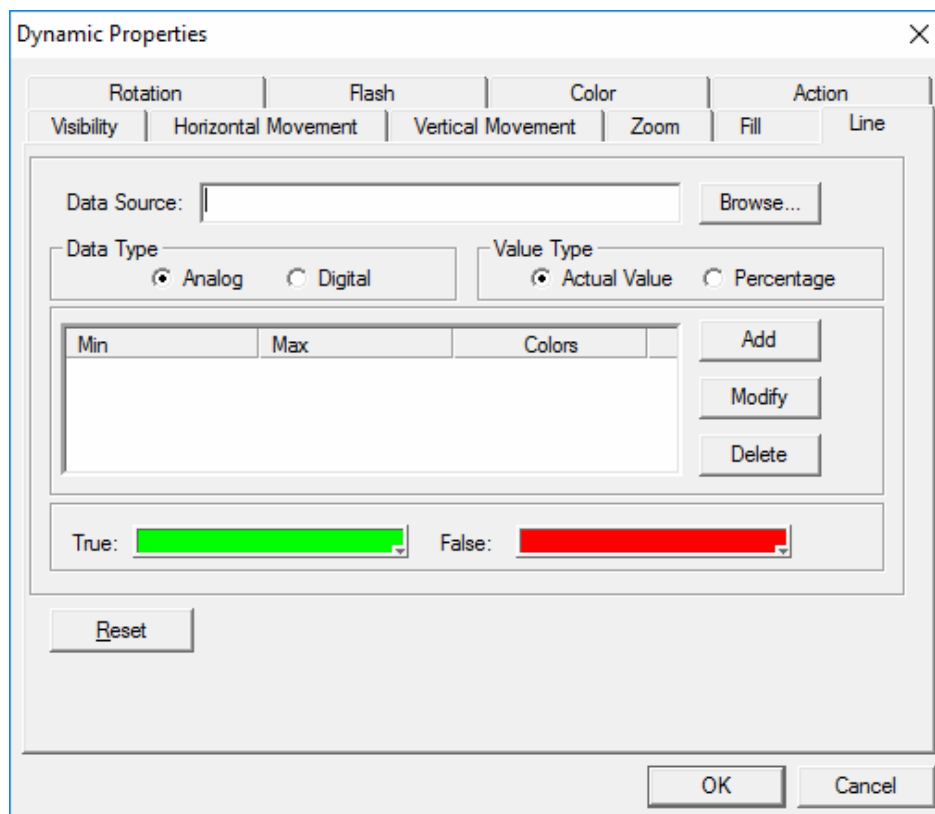 Dynamic Properties
Rotation Flash Color Action
Visibility Horizontal Movement Vertical Movement Zoom Fill Line
Data Source: Browse...
Data Type Value Type
Analog Digital Actual Value Percentage
Min Max Colors Add
Modify
Delete
True: False:
Reset
OK Cancel